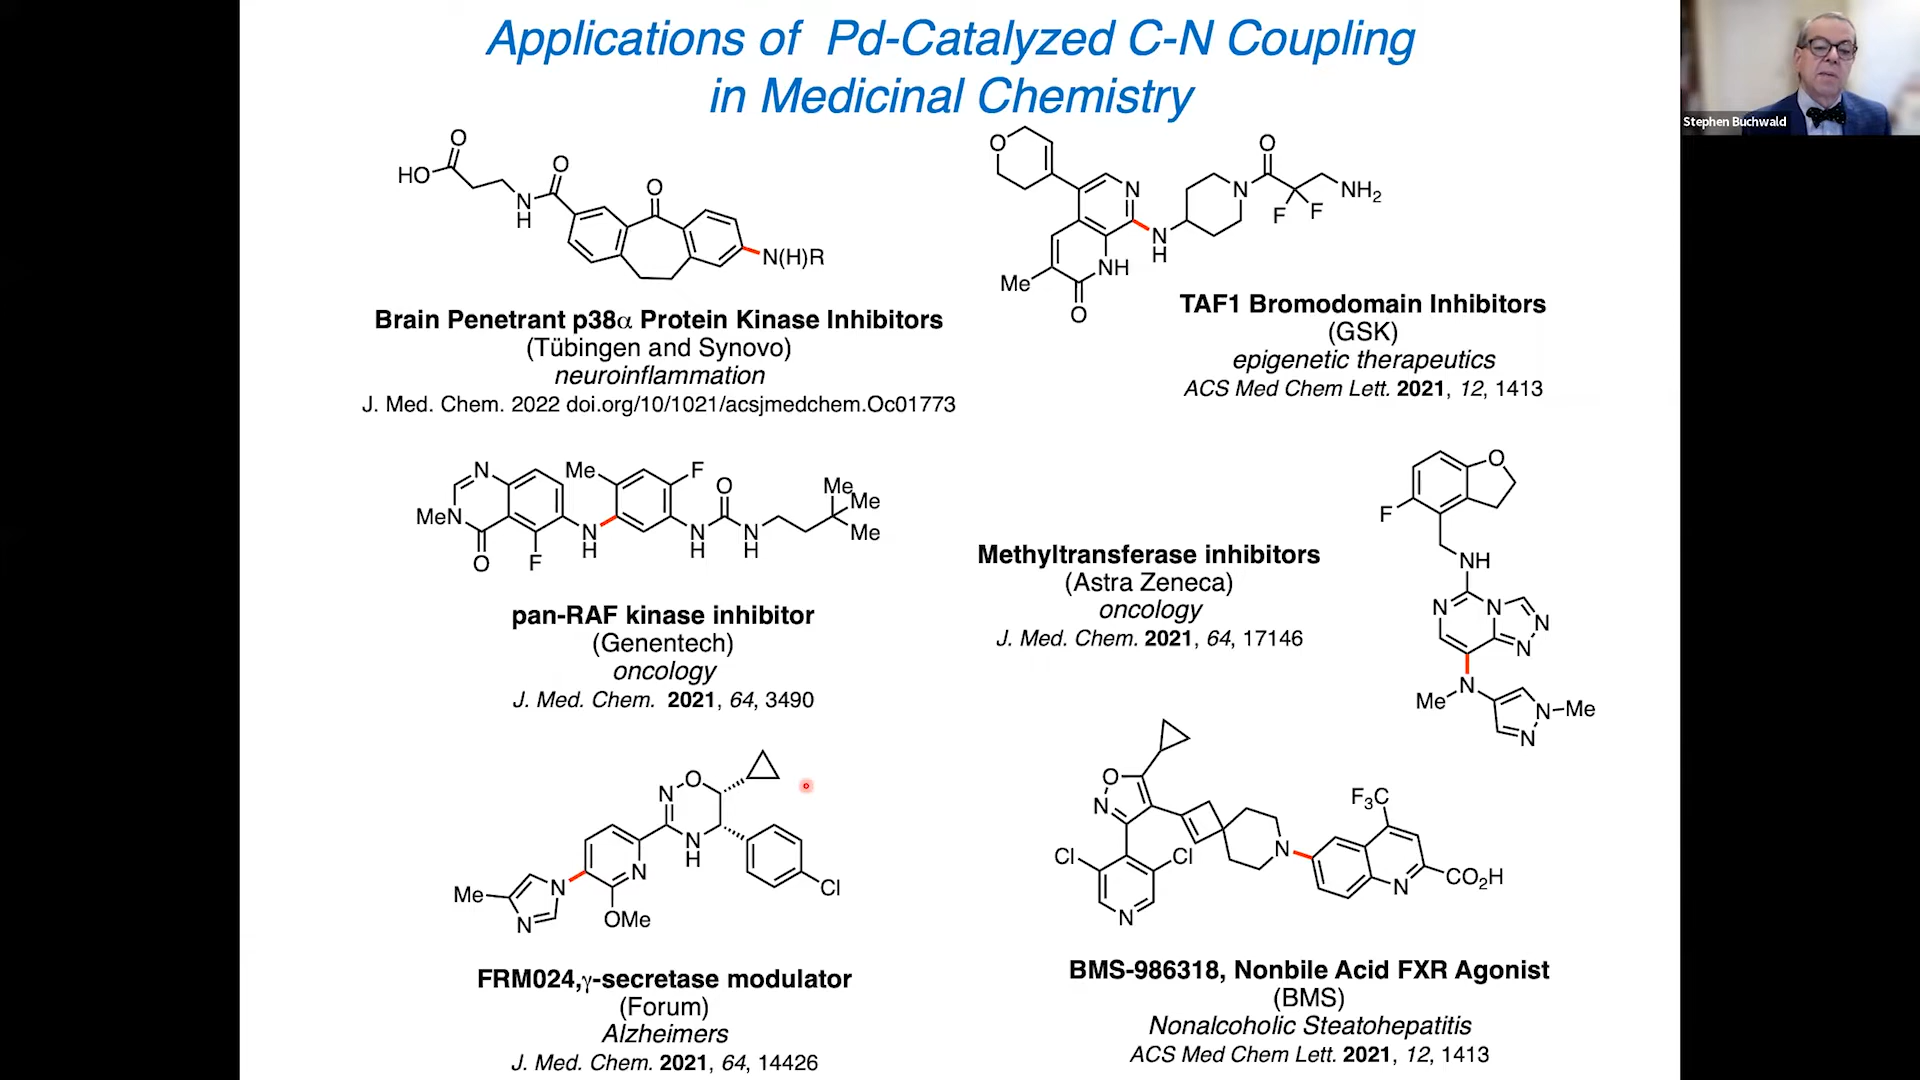 Applications of Pd-Catalyzed C-N Coupling
in Medicinal Chemistry
Stephen Buchwald
O
HO
N
H
O
O
N(H)R
Brain Penetrant p38α Protein Kinase Inhibitors
(Tübingen and Synovo)
neuroinflammation
J. Med. Chem. 2022 doi.org/10/1021/acsjmedchem.Oc01773
O
N
N
H
NH
Me
O
N
O
F
F
NH2
TAF1 Bromodomain Inhibitors
(GSK)
epigenetic therapeutics
ACS Med Chem Lett. 2021, 12, 1413
N
MeN
O
F
N
H
Me
F
N
H
O
N
H
Me
Me
Me
pan-RAF kinase inhibitor
(Genentech)
oncology
J. Med. Chem. 2021, 64, 3490
Methyltransferase inhibitors
(Astra Zeneca)
oncology
J. Med. Chem. 2021, 64, 17146
O
F
NH
N
N
N
N
N
Me
N
N
Me
N
O
N
N
H
Cl
N
OMe
N
Me
N
FRM024,γ-secretase modulator
(Forum)
Alzheimers
J. Med. Chem. 2021, 64, 14426
O
N
Cl
Cl
N
N
F3C
N
CO2H
BMS-986318, Nonbile Acid FXR Agonist
(BMS)
Nonalcoholic Steatohepatitis
ACS Med Chem Lett. 2021, 12, 1413